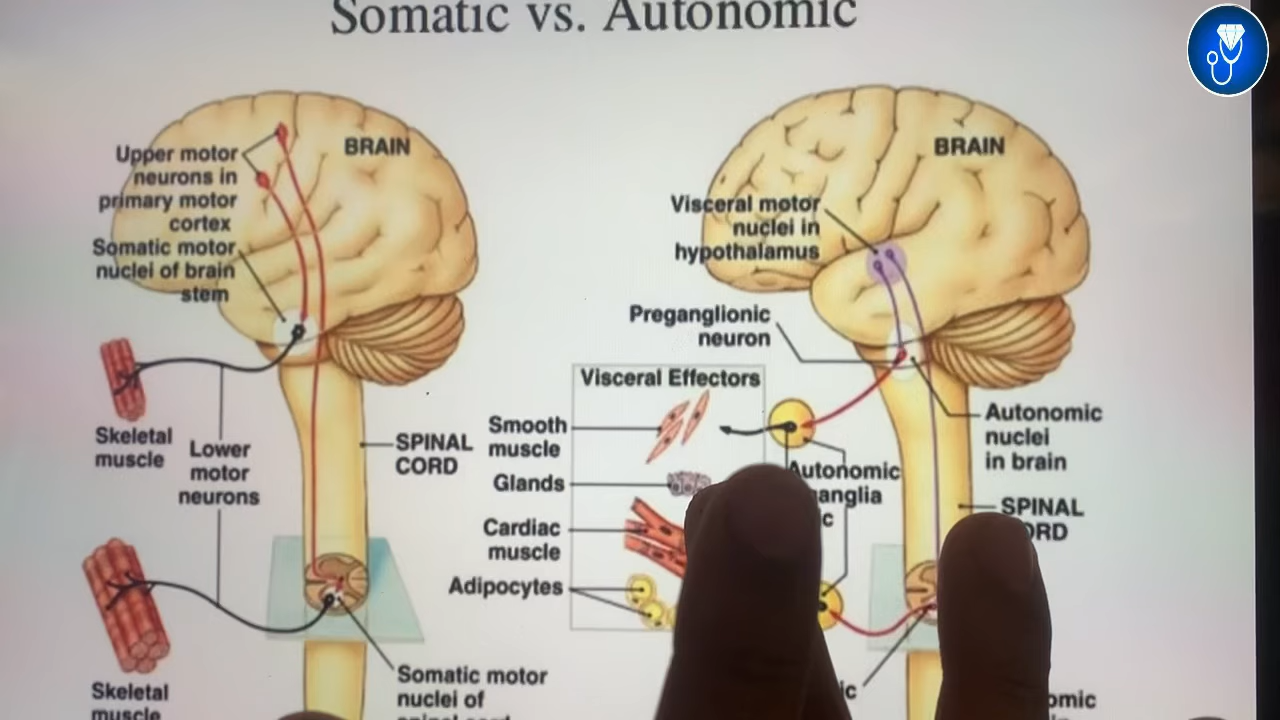 Somatic vs. Autonomic
BRAIN
Upper motor
neurons in
primary motor
cortex
Somatic motor
nuclei of brain
stem
Skeletal
muscle
Lower
motor
neurons
SPINAL
CORD
Skeletal
muscle
Somatic motor
nuclei of
BRAIN
Visceral motor
nuclei in
hypothalamus
Preganglionic
neuron
Visceral Effectors
Smooth
muscle
Glands
Cardiac
muscle
Adipocytes
Autonomic
Autonomic
nuclei
in brain
SPINAL